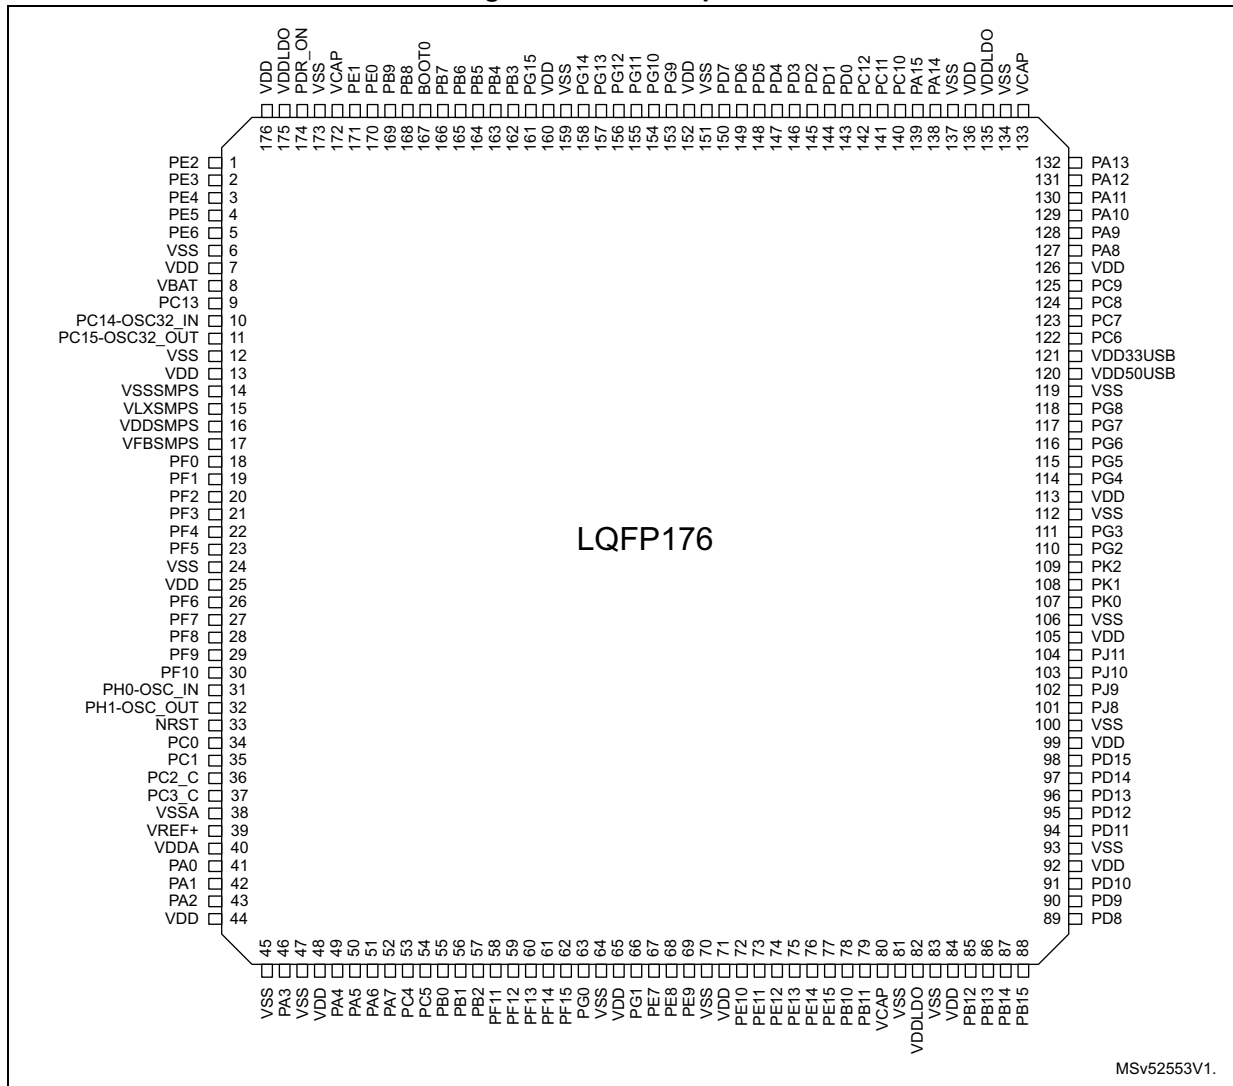 VDD VDDLDO PDR_ON VSS VCAP PE1 PE0 PB9 PB8 BOOT0 PB7 PB6 PB5 PB4 PB3 PG15 VDD VSS PG14 PG13 PG12 PG11 PG10 PG9 VDD VSS PD7 PD6 PD5 PD4 PD3 PD2 PD1 PD0 PC12 PC11 PC10 PA15 PA14 VSS VDD VDDLDO VSS VCAP
176 175 174 173 172 171 170 169 168 167 166 165 164 163 162 161 160 159 158 157 156 155 154 153 152 151 150 149 148 147 146 145 144 143 142 141 140 139 138 137 136 135 134 133
PE2 1 132 PA13
PE3 2 131 PA12
PE4 3 130 PA11
PE5 4 129 PA10
PE6 5 128 PA9
VSS 6 127 PA8
VDD 7 126 VDD
VBAT 8 125 PC9
PC13 9 124 PC8
PC14-OSC32_IN 10 123 PC7
PC15-OSC32_OUT 11 122 PC6
VSS 12 121 VDD33USB
VDD 13 120 VDD50USB
VSSSMPS 14 119 VSS
VLXSMPS 15 118 PG8
VDDSMPS 16 117 PG7
VFBSMPS 17 116 PG6
PF0 18 115 PG5
PF1 19 114 PG4
PF2 20 113 VDD
PF3 21 112 VSS
PF4 22 111 PG3
LQFP176
PF5 23 110 PG2
VSS 24 109 PK2
VDD 25 108 PK1
PF6 26 107 PK0
PF7 27 106 VSS
PF8 28 105 VDD
PF9 29 104 PJ11
PF10 30 103 PJ10
PH0-OSC_IN 31 102 PJ9
PH1-OSC_OUT 32 101 PJ8
NRST 33 100 VSS
PC0 34 99 VDD
PC1 35 98 PD15
PC2_C 36 97 PD14
PC3_C 37 96 PD13
VSSA 38 95 PD12
VREF+ 39 94 PD11
VDDA 40 93 VSS
PA0 41 92 VDD
PA1 42 91 PD10
PA2 43 90 PD9
VDD 44 89 PD8
45 46 47 48 49 50 51 52 53 54 55 56 57 58 59 60 61 62 63 64 65 66 67 68 69 70 71 72 73 74 75 76 77 78 79 80 81 82 83 84 85 86 87 88
VSS PA3 VSS VDD PA4 PA5 PA6 PA7 PC4 PC5 PB0 PB1 PB2 PF11 PF12 PF13 PF14 PF15 PG0 VSS VDD PG1 PE7 PE8 PE9 VSS VDD PE10 PE11 PE12 PE13 PE14 PE15 PB10 PB11 VCAP VSS VDDLDO VSS VDD PB12 PB13 PB14 PB15
MSv52553V1.